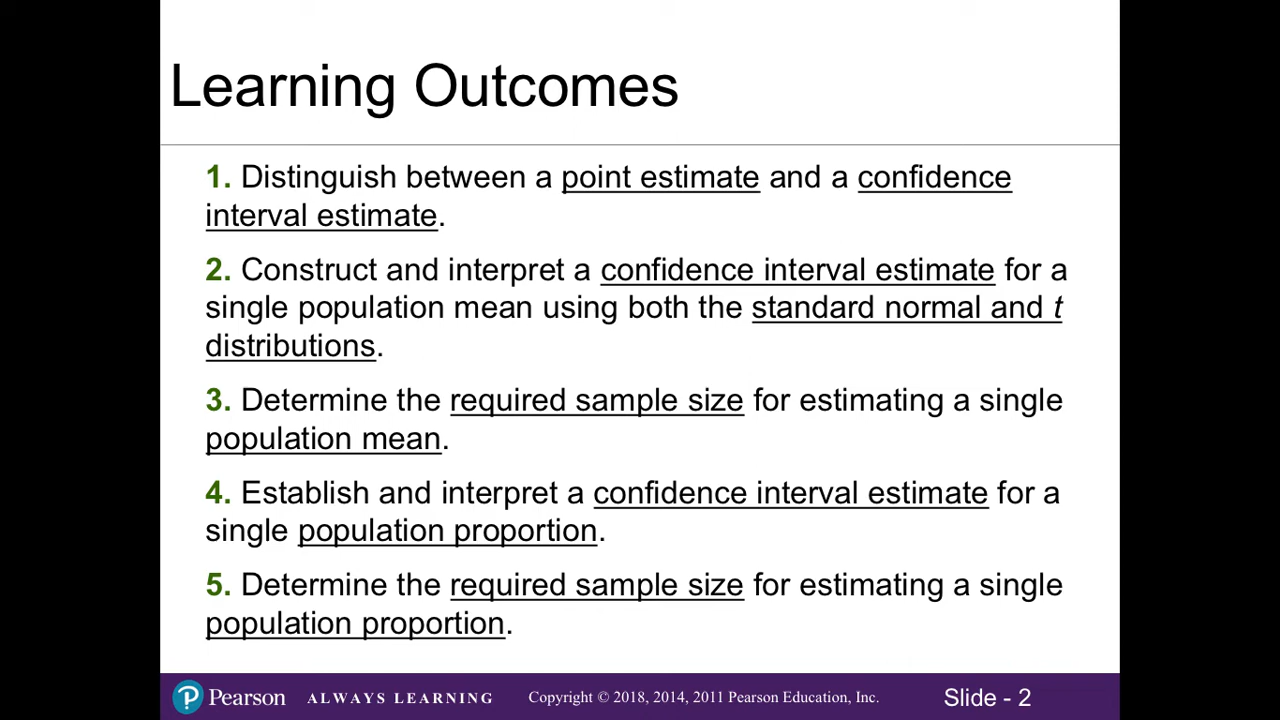 Learning Outcomes
1. Distinguish between a point estimate and a confidence
interval estimate.
2. Construct and interpret a confidence interval estimate for a
single population mean using both the standard normal and t
distributions.
3. Determine the required sample size for estimating a single
population mean.
4. Establish and interpret a confidence interval estimate for a
single population proportion.
5. Determine the required sample size for estimating a single
population proportion.
P Pearson ALWAYS LEARNING Copyright © 2018, 2014, 2011 Pearson Education, Inc. Slide - 2